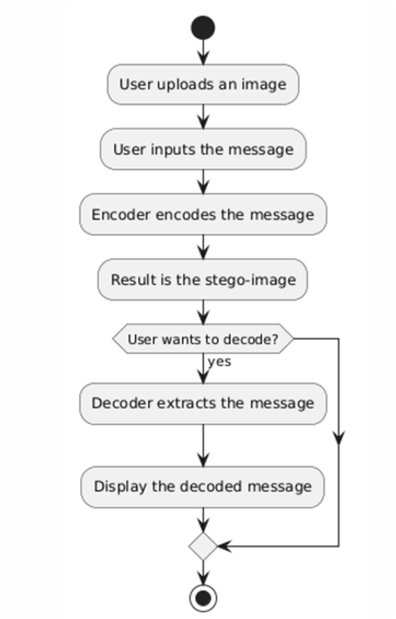 User uploads an image
User inputs the message
Encoder encodes the message
Result is the stego-image
User wants to decode?
yes
Decoder extracts the message
Display the decoded message